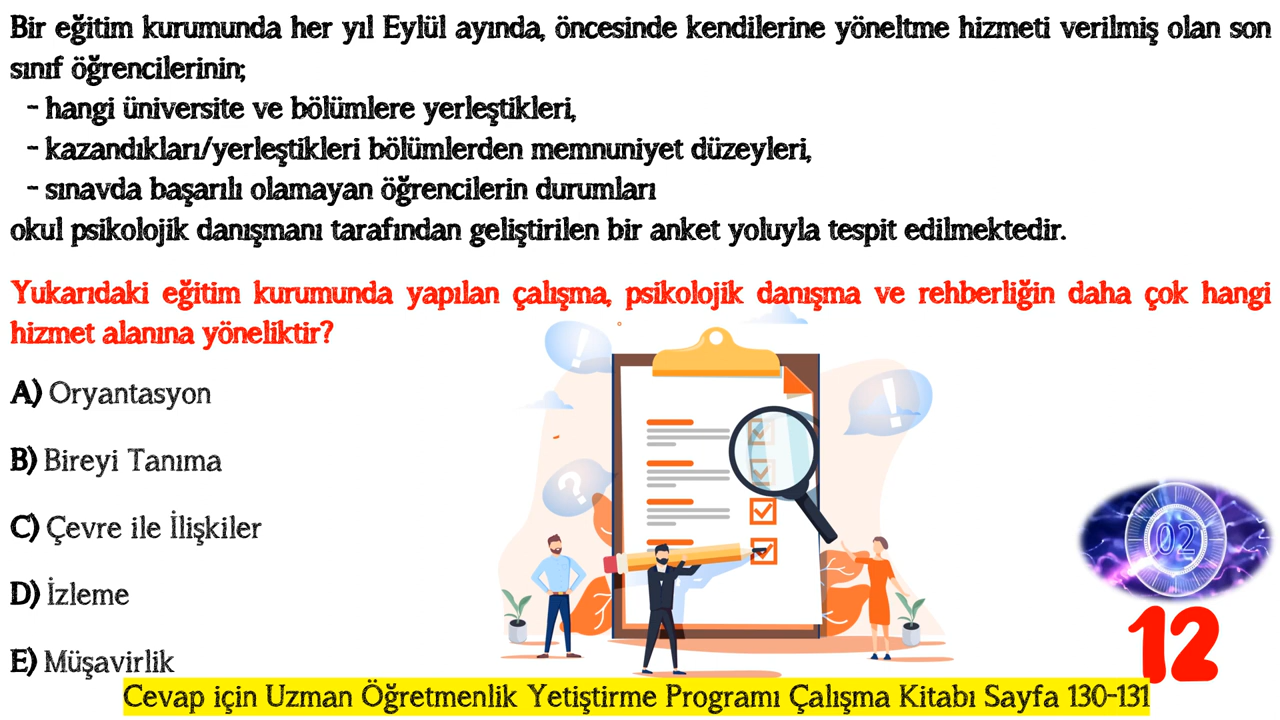 Bir eğitim kurumunda her yıl Eylül ayında, öncesinde kendilerine yöneltme hizmeti verilmiş olan son
sınıf öğrencilerinin;
- hangi üniversite ve bölümlere yerleştikleri,
- kazandıkları/yerleştikleri bölümlerden memnuniyet düzeyleri,
- sınavda başarılı olamayan öğrencilerin durumları
okul psikolojik danışmanı tarafından geliştirilen bir anket yoluyla tespit edilmektedir.
Yukarıdaki eğitim kurumunda yapılan çalışma, psikolojik danışma ve rehberliğin daha çok hangi
hizmet alanına yöneliktir?
A) Oryantasyon
B) Bireyi Tanıma
C) Çevre ile İlişkiler
D) İzleme
E) Müşavirlik
02
12
Cevap için Uzman Öğretmenlik Yetiştirme Programı Çalışma Kitabı Sayfa 130-131